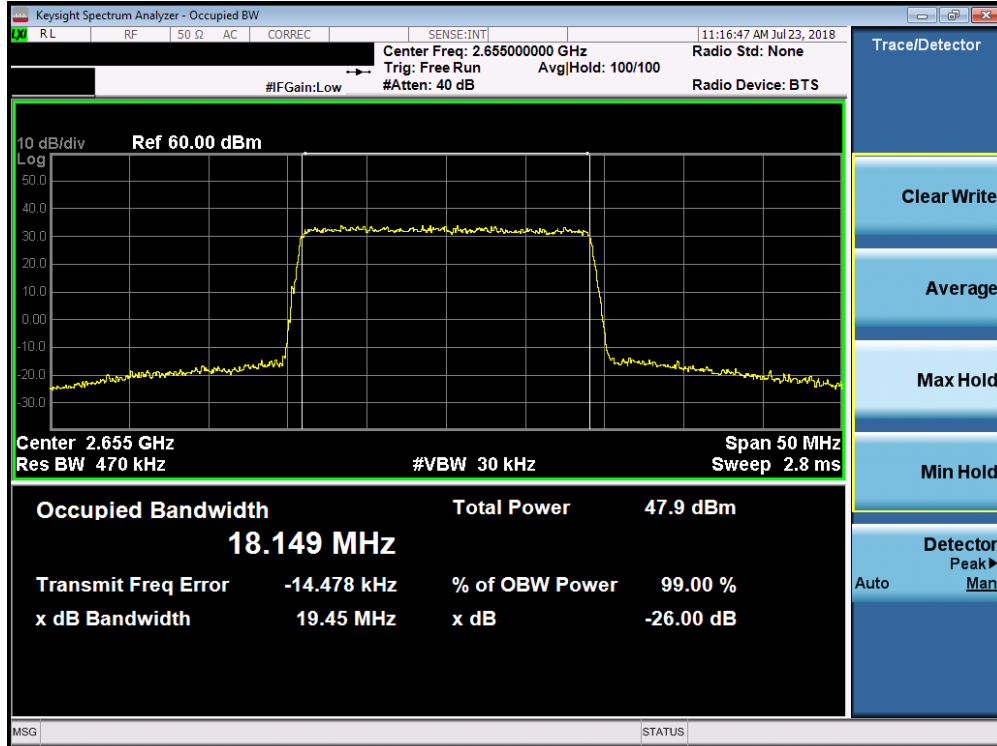 Keysight Spectrum Analyzer - Occupied BW
LXI RL RF 50 Ω AC CORREC SENSE:INT 11:16:47 AM Jul 23, 2018
Center Freq: 2.655000000 GHz Radio Std: None
Trig: Free Run Avg|Hold: 100/100
#IFGain:Low #Atten: 40 dB Radio Device: BTS
10 dB/div Ref 60.00 dBm
Log
50.0
40.0
30.0
20.0
10.0
0.00
-10.0
-20.0
-30.0
Center 2.655 GHz Span 50 MHz
Res BW 470 kHz #VBW 30 kHz Sweep 2.8 ms
Occupied Bandwidth Total Power 47.9 dBm
18.149 MHz
Transmit Freq Error -14.478 kHz % of OBW Power 99.00 %
x dB Bandwidth 19.45 MHz x dB -26.00 dB
Trace/Detector
Clear Write
Average
Max Hold
Min Hold
Detector
Peak▶
Auto Man
MSG STATUS